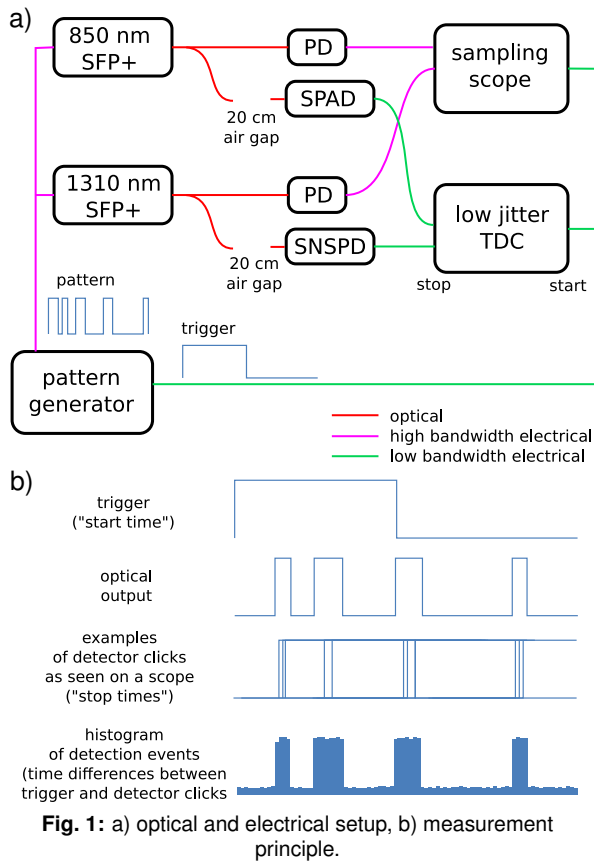 a)
850 nm
SFP+
PD
sampling
scope
SPAD
20 cm
air gap
1310 nm
SFP+
PD
low jitter
TDC
SNSPD
20 cm
air gap
stop
start
pattern
trigger
pattern
generator
optical
high bandwidth electrical
low bandwidth electrical
b)
trigger
("start time")
optical
output
examples
of detector clicks
as seen on a scope
("stop times")
histogram
of detection events
(time differences between
trigger and detector clicks
Fig. 1: a) optical and electrical setup, b) measurement
principle.